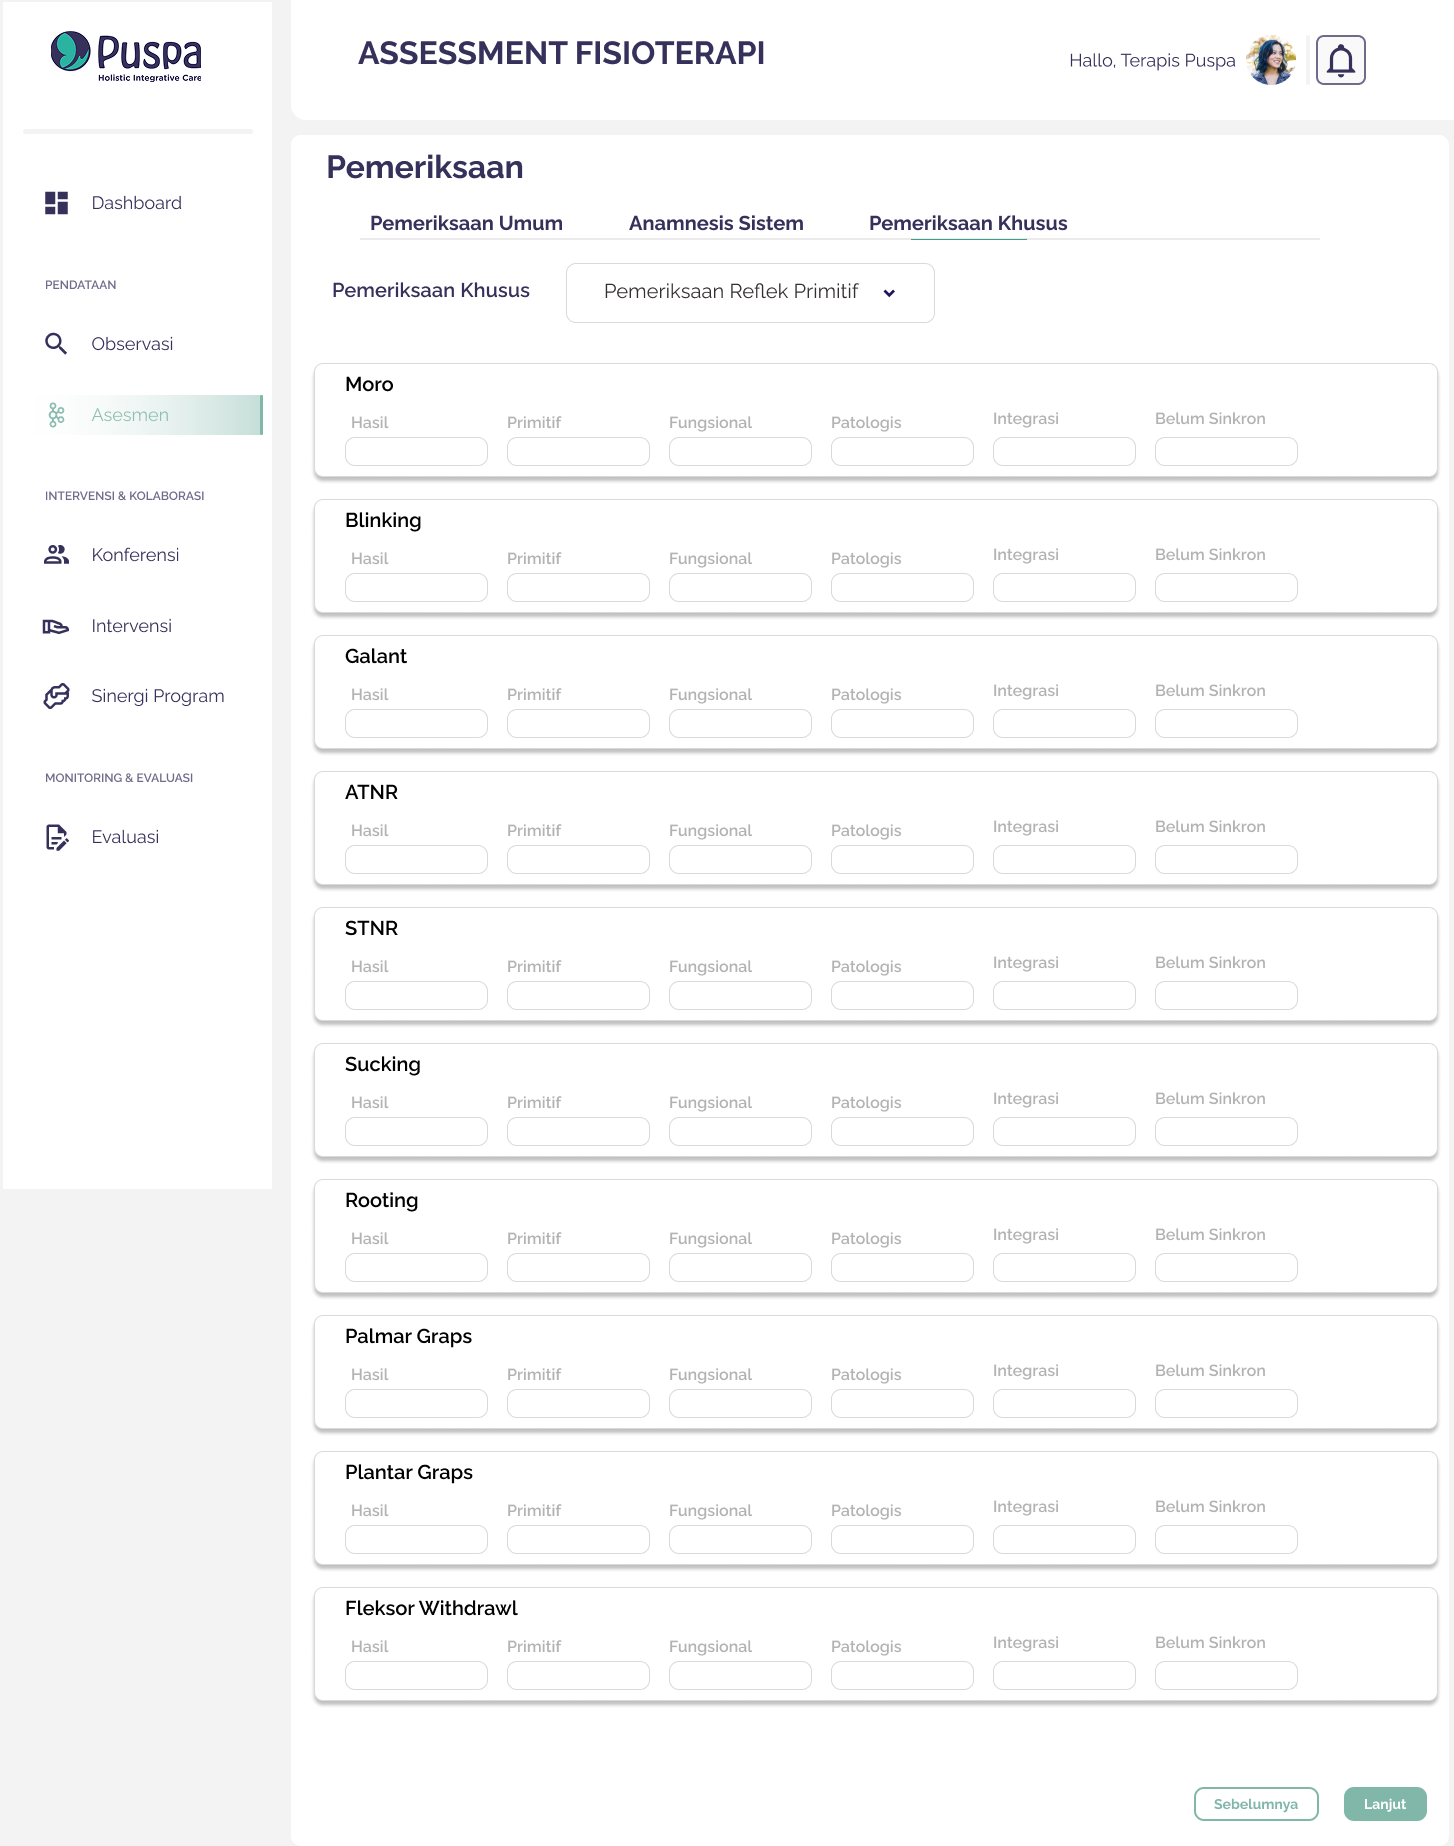 Puspa
Holistic Integrative Care
ASSESSMENT FISIOTERAPI
Hallo, Terapis Puspa
Dashboard
PENDATAAN
Observasi
Asesmen
INTERVENSI & KOLABORASI
Konferensi
Intervensi
Sinergi Program
MONITORING & EVALUASI
Evaluasi
Pemeriksaan
Pemeriksaan Umum Anamnesis Sistem Pemeriksaan Khusus
Pemeriksaan Khusus Pemeriksaan Reflek Primitif
Moro
Hasil Primitif Fungsional Patologis Integrasi Belum Sinkron
Blinking
Hasil Primitif Fungsional Patologis Integrasi Belum Sinkron
Galant
Hasil Primitif Fungsional Patologis Integrasi Belum Sinkron
ATNR
Hasil Primitif Fungsional Patologis Integrasi Belum Sinkron
STNR
Hasil Primitif Fungsional Patologis Integrasi Belum Sinkron
Sucking
Hasil Primitif Fungsional Patologis Integrasi Belum Sinkron
Rooting
Hasil Primitif Fungsional Patologis Integrasi Belum Sinkron
Palmar Graps
Hasil Primitif Fungsional Patologis Integrasi Belum Sinkron
Plantar Graps
Hasil Primitif Fungsional Patologis Integrasi Belum Sinkron
Fleksor Withdrawl
Hasil Primitif Fungsional Patologis Integrasi Belum Sinkron
Sebelumnya Lanjut